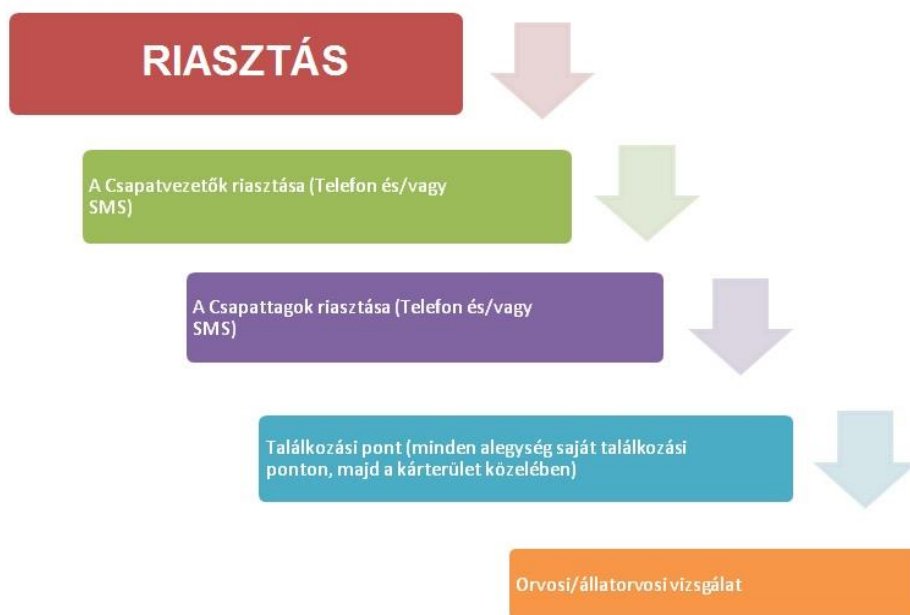 RIASZTÁS
A Csapatvezetők riasztása (Telefon és/vagy
SMS)
A Csapattagok riasztása (Telefon és/vagy
SMS)
Találkozási pont (minden alegység saját találkozási
ponton, majd a kárterület közelében)
Orvosi/állatorvosi vizsgálat